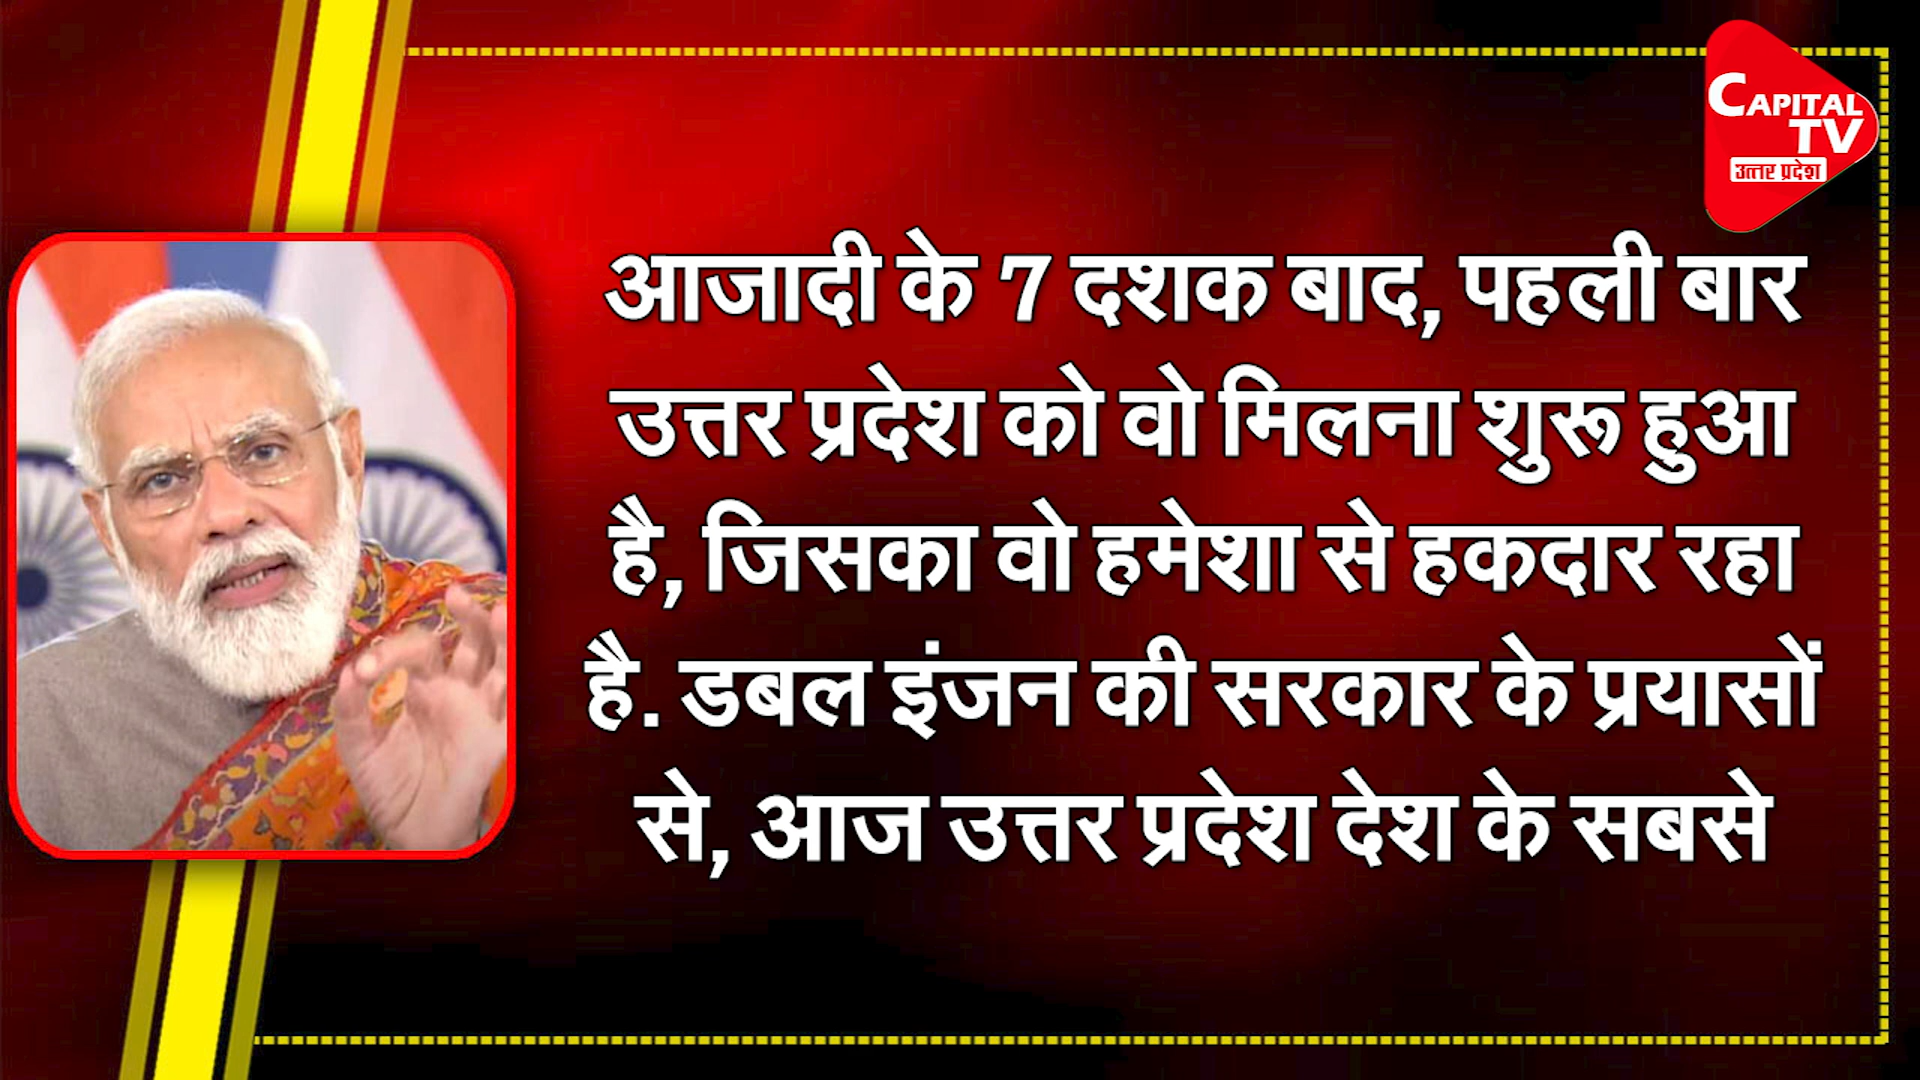 CAPITAL
TV
उत्तर प्रदेश
आजादी के 7 दशक बाद, पहली बार
उत्तर प्रदेश को वो मिलना शुरू हुआ
है, जिसका वो हमेशा से हकदार रहा
है. डबल इंजन की सरकार के प्रयासों
से, आज उत्तर प्रदेश देश के सबसे